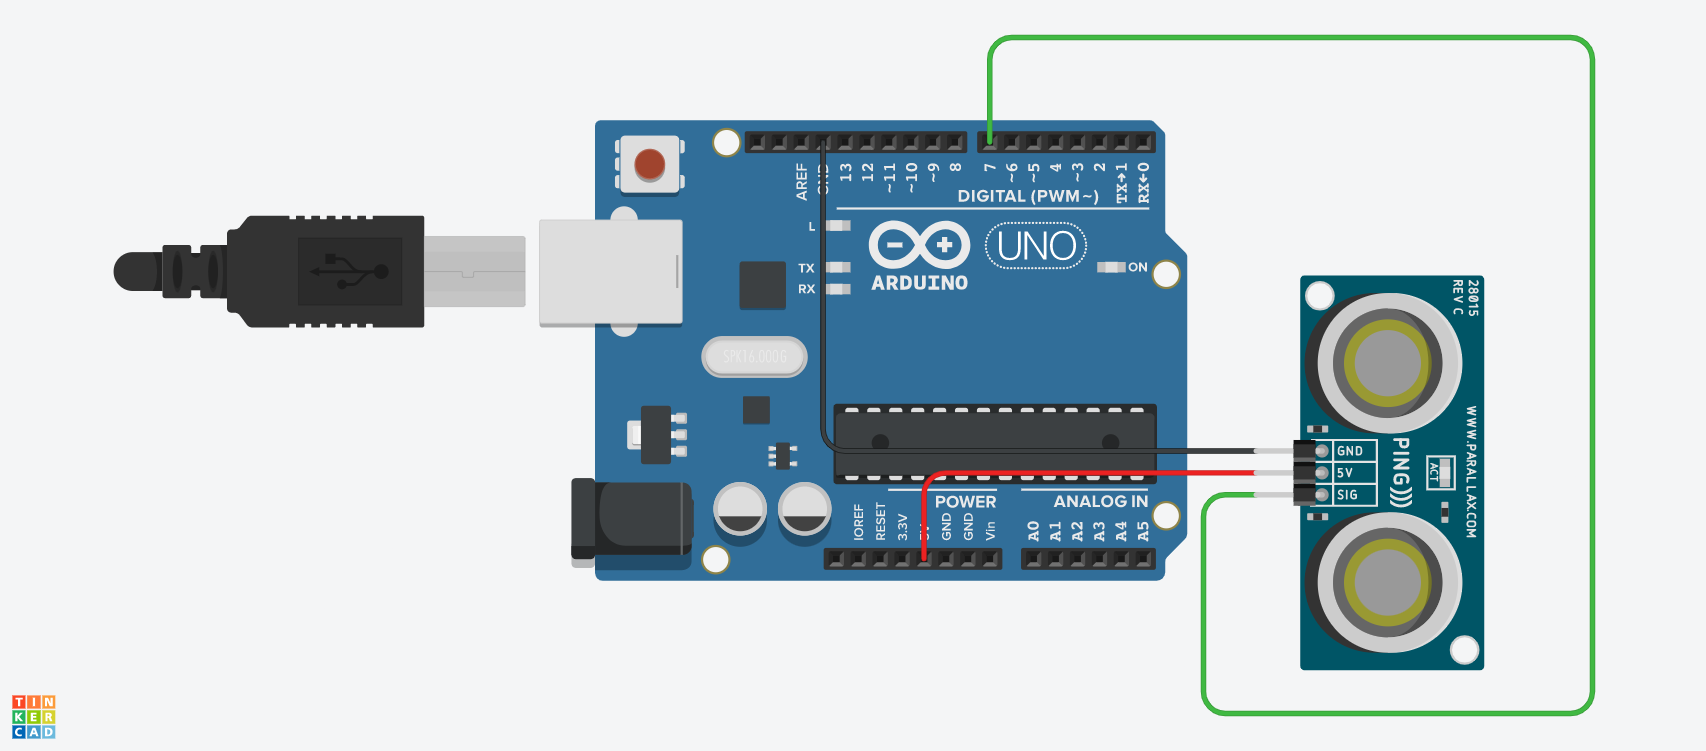 AREF
GND
13
12
~11
~10
~9
8
7
~6
~5
4
~3
2
TX→1
RX←0
DIGITAL (PWM~)
L
TX
RX
ARDUINO
UNO
ON
SPK16.000G
POWER
ANALOG IN
IOREF
RESET
3.3V
5V
GND
GND
Vin
A0
A1
A2
A3
A4
A5
28015
REV C
GND
5V
SIG
PING)))
ACT
WWW.PARALLAX.COM
TIN
KER
CAD